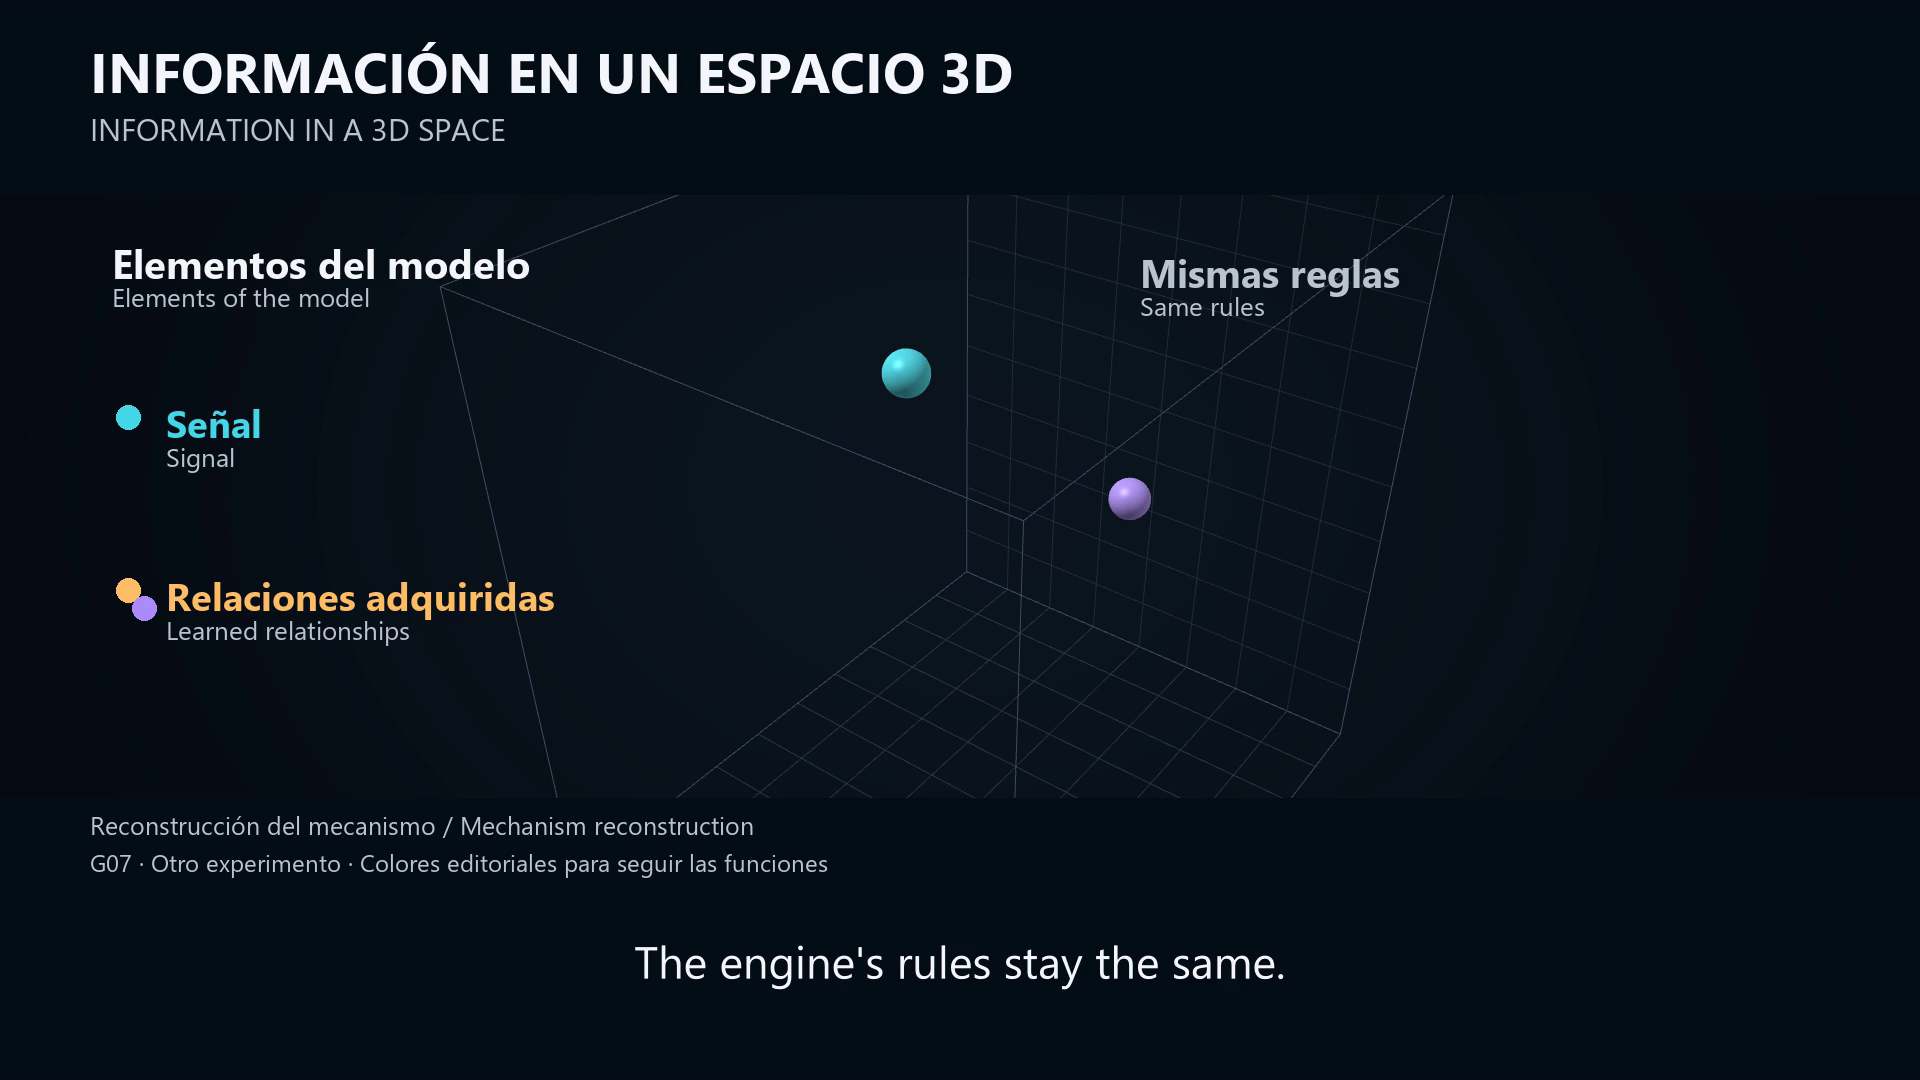 INFORMACIÓN EN UN ESPACIO 3D
INFORMATION IN A 3D SPACE
Elementos del modelo
Elements of the model
Mismas reglas
Same rules
Señal
Signal
Relaciones adquiridas
Learned relationships
Reconstrucción del mecanismo / Mechanism reconstruction
G07 · Otro experimento · Colores editoriales para seguir las funciones
The engine's rules stay the same.